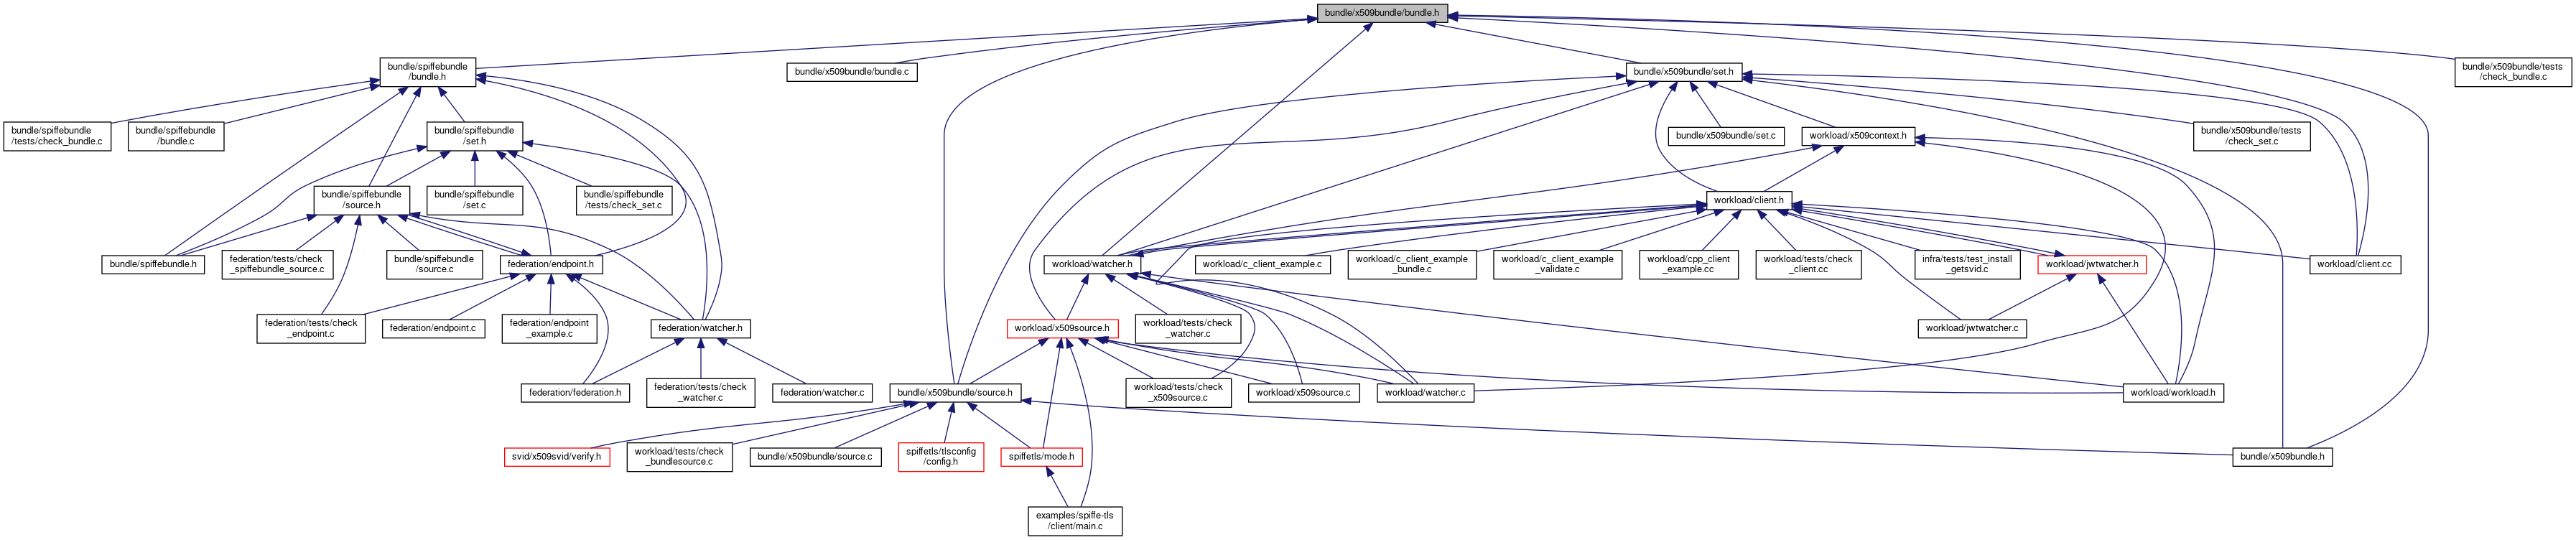 bundle/x509bundle/bundle.h
bundle/spiffebundle
/bundle.h
bundle/x509bundle/bundle.c
bundle/x509bundle/set.h
bundle/x509bundle/tests
/check_bundle.c
bundle/spiffebundle
/tests/check_bundle.c
bundle/spiffebundle
/bundle.c
bundle/spiffebundle
/set.h
bundle/x509bundle/set.c
workload/x509context.h
bundle/x509bundle/tests
/check_set.c
bundle/spiffebundle
/source.h
bundle/spiffebundle
/set.c
bundle/spiffebundle
/tests/check_set.c
workload/client.h
bundle/spiffebundle.h
federation/tests/check
_spiffebundle_source.c
bundle/spiffebundle
/source.c
federation/endpoint.h
workload/watcher.h
workload/c_client_example.c
workload/c_client_example
_bundle.c
workload/c_client_example
_validate.c
workload/cpp_client
_example.cc
workload/tests/check
_client.cc
infra/tests/test_install
_getsvid.c
workload/jwtwatcher.h
workload/client.cc
federation/tests/check
_endpoint.c
federation/endpoint.c
federation/endpoint
_example.c
federation/watcher.h
workload/x509source.h
workload/tests/check
_watcher.c
workload/jwtwatcher.c
federation/federation.h
federation/tests/check
_watcher.c
federation/watcher.c
bundle/x509bundle/source.h
workload/tests/check
_x509source.c
workload/x509source.c
workload/watcher.c
workload/workload.h
svid/x509svid/verify.h
workload/tests/check
_bundlesource.c
bundle/x509bundle/source.c
spiffetls/tlsconfig
/config.h
spiffetls/mode.h
bundle/x509bundle.h
examples/spiffe-tls
/client/main.c